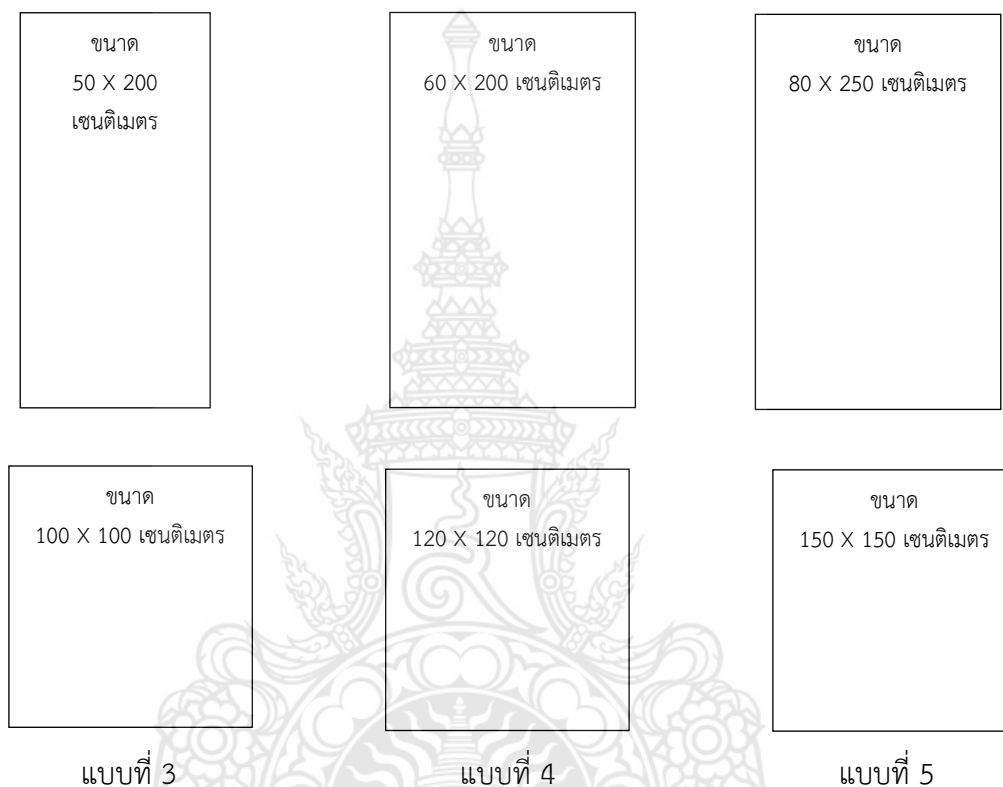 ขนาด
50 X 200
เซนติเมตร
ขนาด
60 X 200 เซนติเมตร
ขนาด
80 X 250 เซนติเมตร
ขนาด
100 X 100 เซนติเมตร
ขนาด
120 X 120 เซนติเมตร
ขนาด
150 X 150 เซนติเมตร
แบบที่ 3
แบบที่ 4
แบบที่ 5